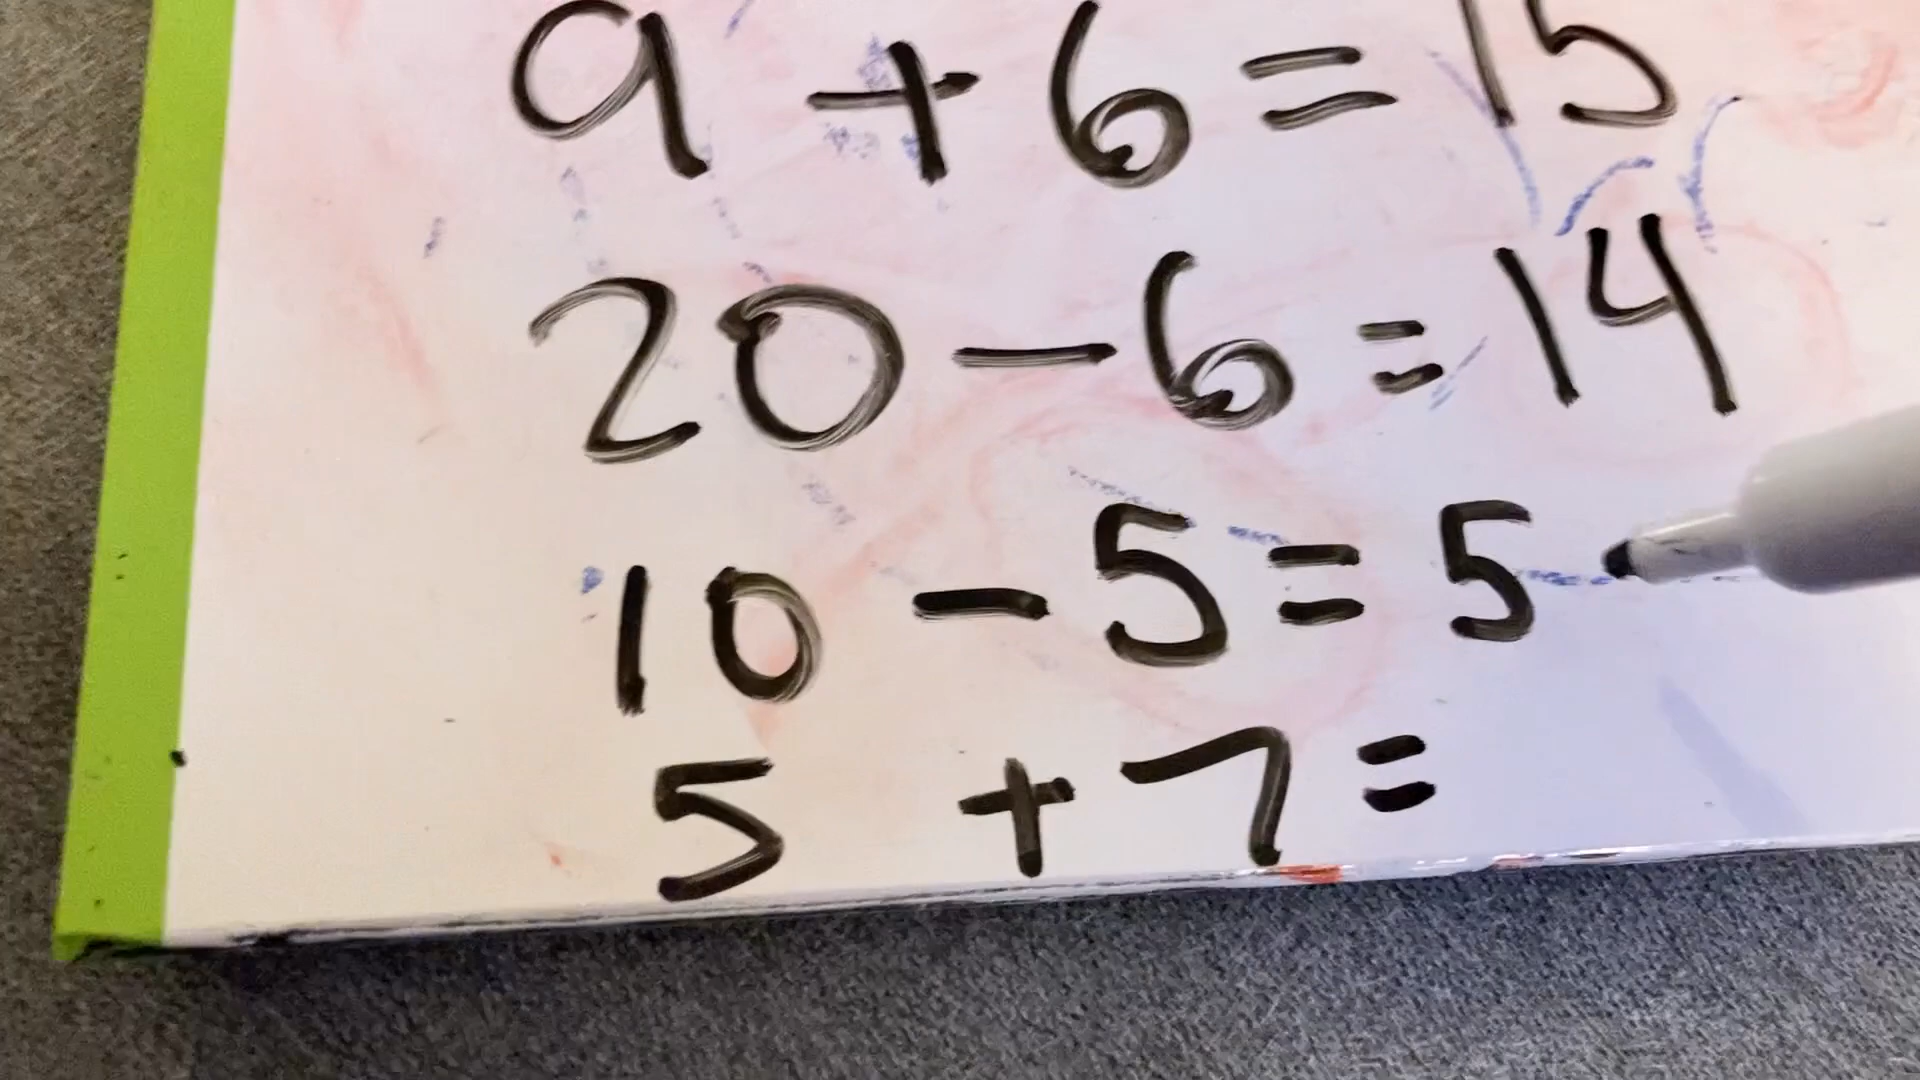 9 + 6 = 15
20 - 6 = 14
10 - 5 = 5
5 + 7 =